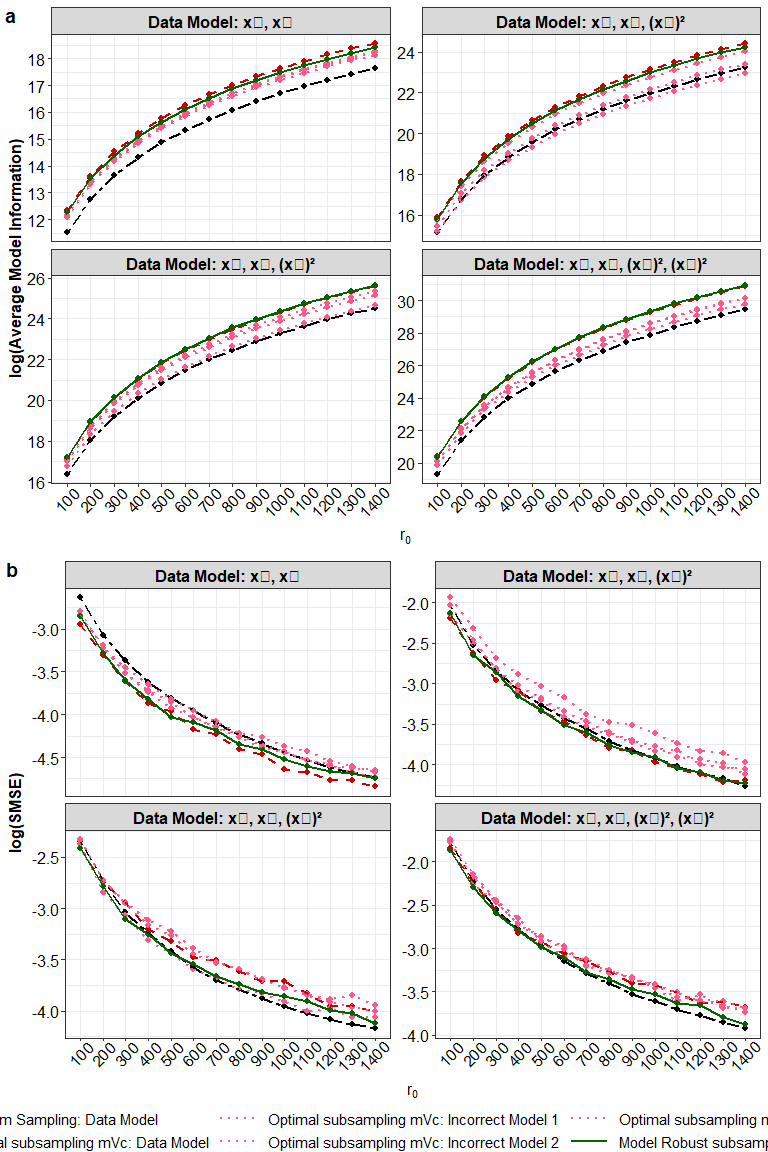 a
Data Model: x▯, x▯
Data Model: x▯, x▯, (x▯)²
log(Average Model Information)
18
17
16
15
14
13
12
24
22
20
18
16
Data Model: x▯, x▯, (x▯)²
Data Model: x▯, x▯, (x▯)², (x▯)²
26
24
22
20
18
16
30
28
26
24
22
20
100 200 300 400 500 600 700 800 900 1000 1100 1200 1300 1400
100 200 300 400 500 600 700 800 900 1000 1100 1200 1300 1400
r₀
b
Data Model: x▯, x▯
Data Model: x▯, x▯, (x▯)²
log(SMSE)
-3.0
-3.5
-4.0
-4.5
-2.0
-2.5
-3.0
-3.5
-4.0
Data Model: x▯, x▯, (x▯)²
Data Model: x▯, x▯, (x▯)², (x▯)²
-2.5
-3.0
-3.5
-4.0
-2.0
-2.5
-3.0
-3.5
-4.0
100 200 300 400 500 600 700 800 900 1000 1100 1200 1300 1400
100 200 300 400 500 600 700 800 900 1000 1100 1200 1300 1400
r₀
m Sampling: Data Model
Optimal subsampling mVc: Incorrect Model 1
Optimal subsampling m
al subsampling mVc: Data Model
Optimal subsampling mVc: Incorrect Model 2
Model Robust subsamp